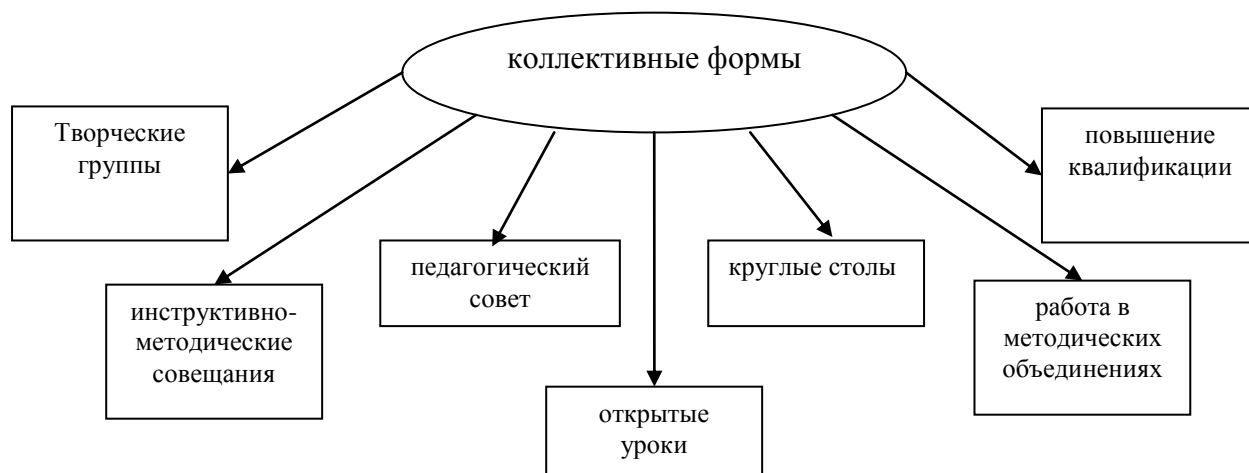 коллективные формы
Творческие
группы
повышение
квалификации
педагогический
совет
круглые столы
инструктивно-
методические
совещания
работа в
методических
объединениях
открытые
уроки